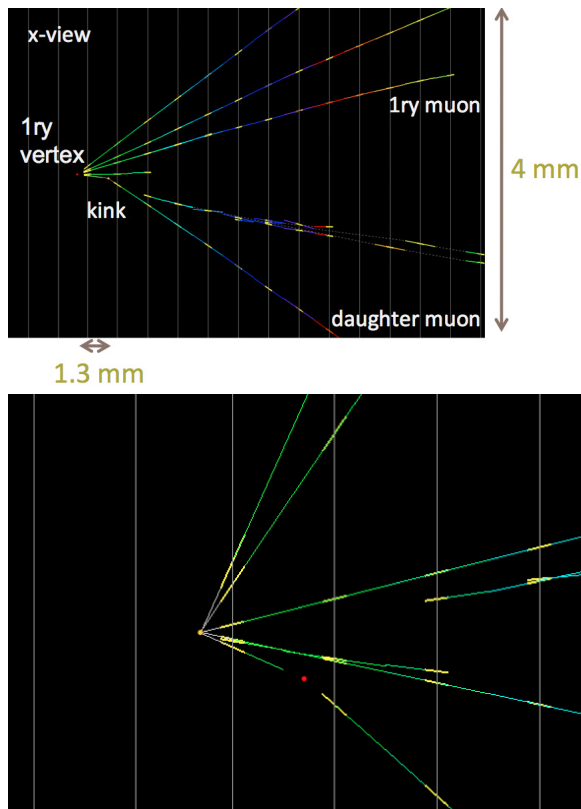 x-view
1ry
vertex
1ry muon
kink
daughter muon
4 mm
1.3 mm